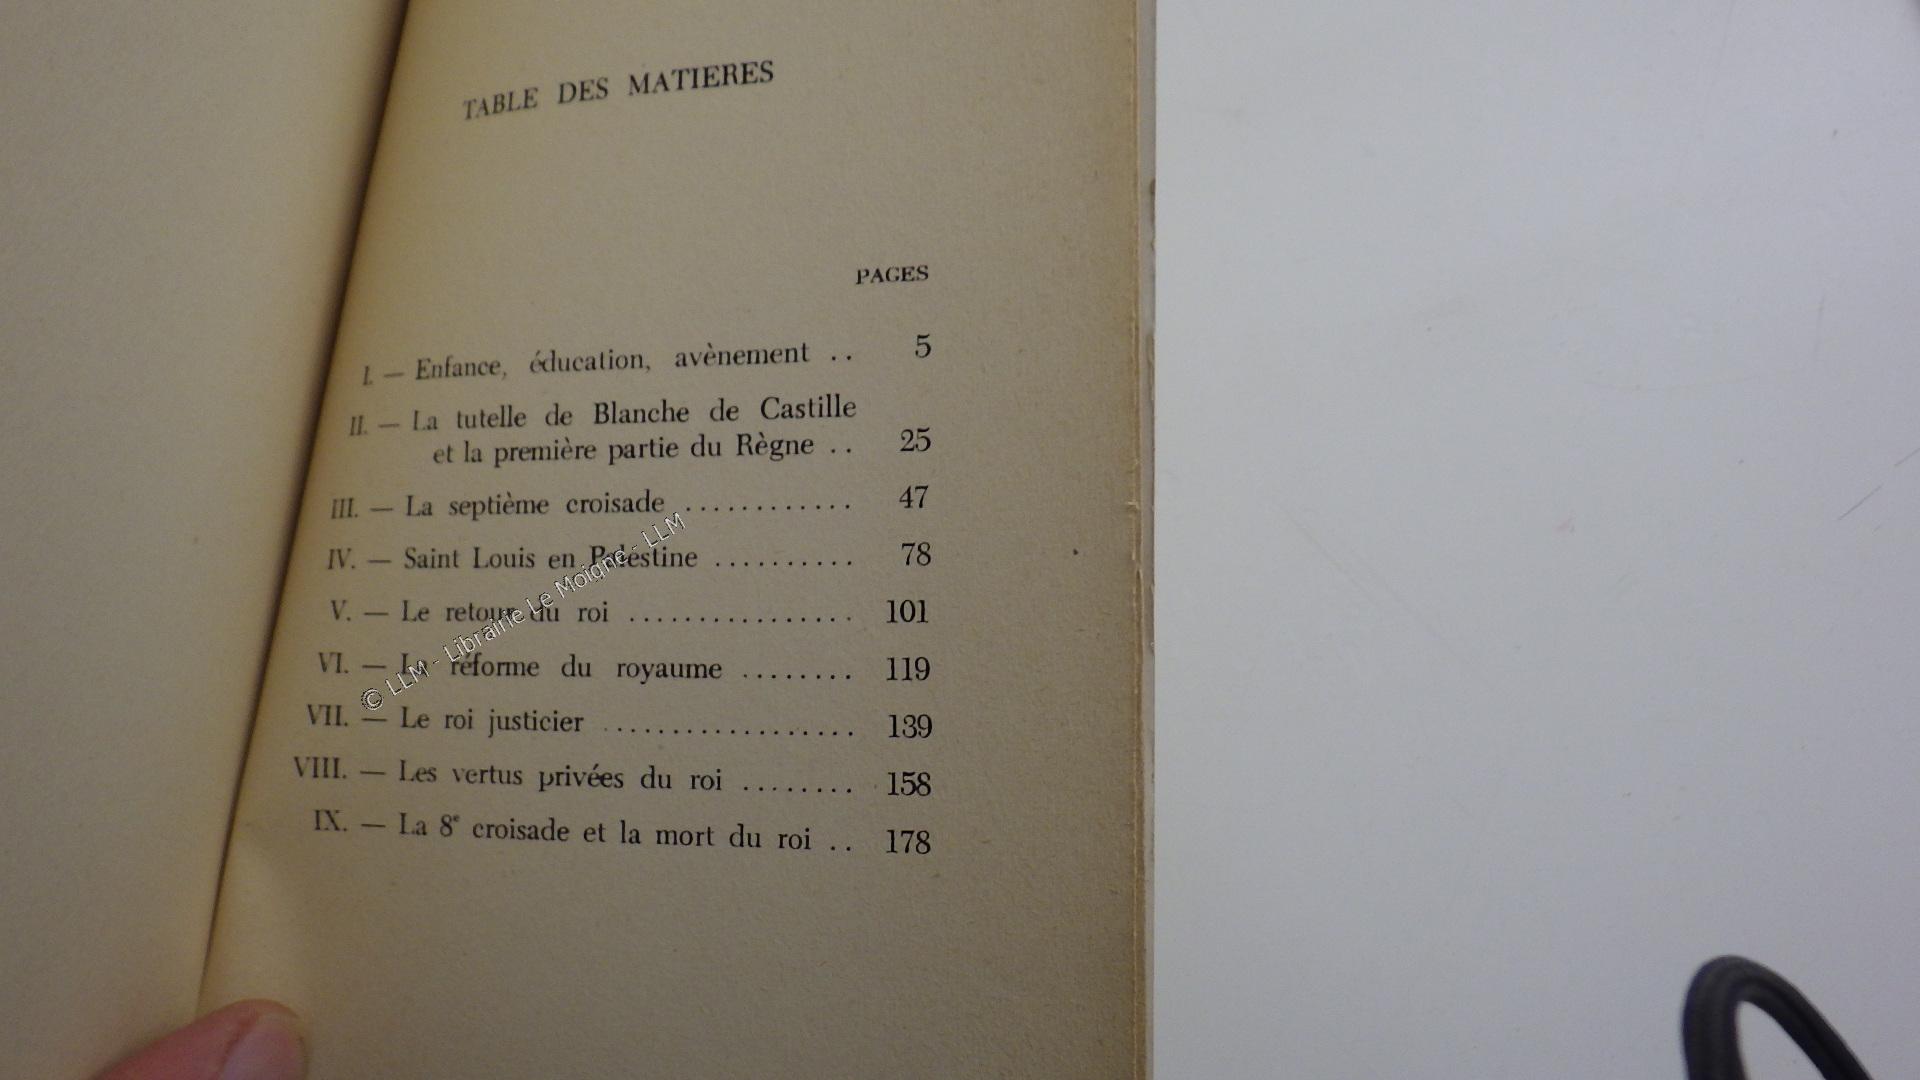 TABLE DES MATIERES
PAGES
I. — Enfance, éducation, avènement .. 5
II. — La tutelle de Blanche de Castille
et la première partie du Règne .. 25
III. — La septième croisade ............ 47
IV. — Saint Louis en Palestine .......... 78
V. — Le retour du roi ................ 101
VI. — La réforme du royaume ........ 119
VII. — Le roi justicier .................. 139
VIII. — Les vertus privées du roi ........ 158
IX. — La 8e croisade et la mort du roi .. 178
© LLM - Librairie Le Moigne - LLM